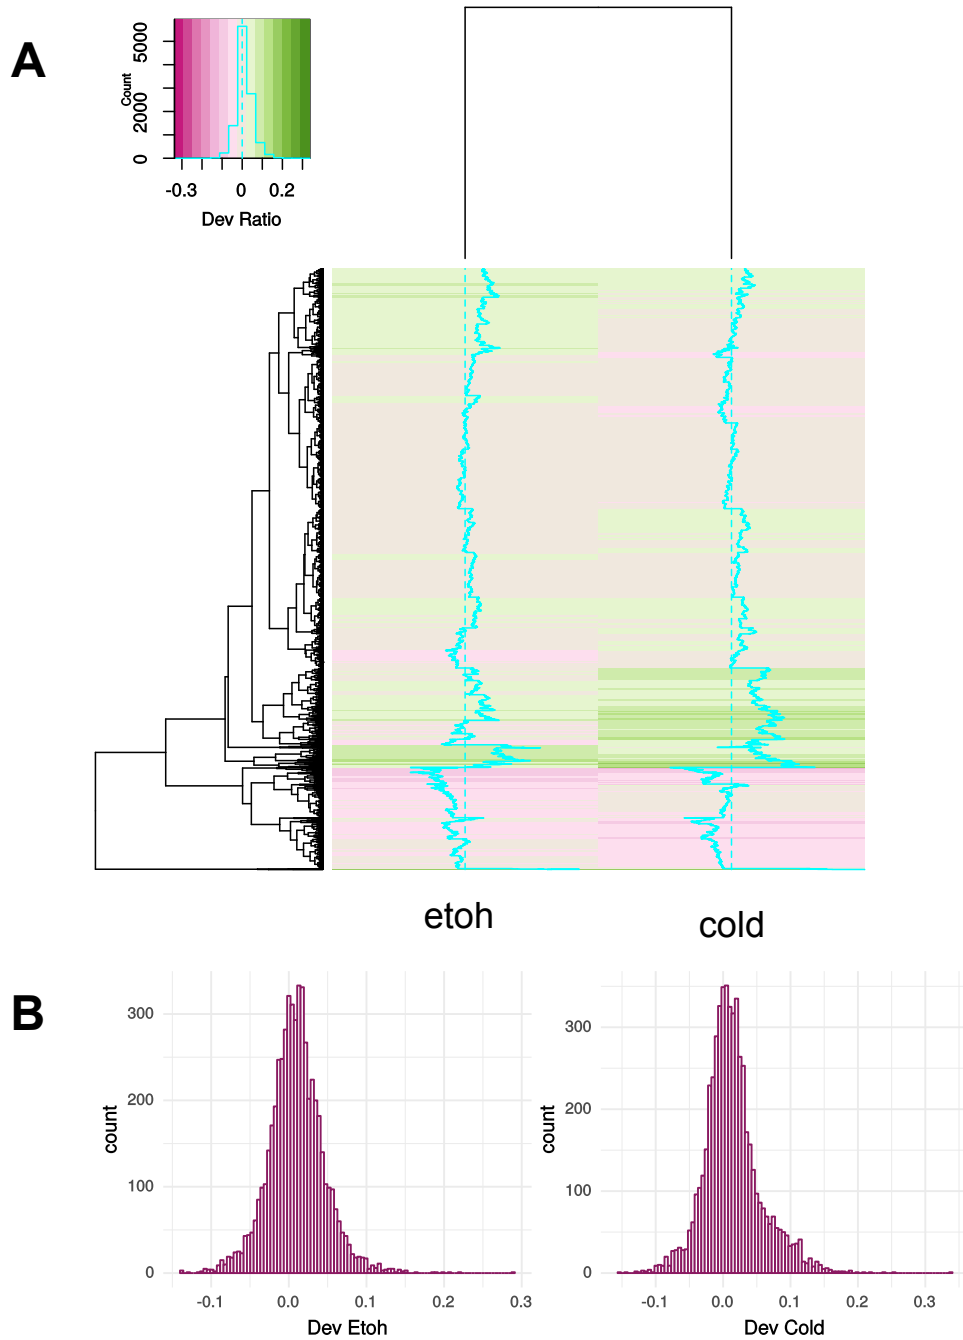 A
Count
0 2000 5000
-0.3 0 0.2
Dev Ratio
etoh
cold
B
count
300
200
100
0
-0.1 0.0 0.1 0.2 0.3
Dev Etoh
count
300
200
100
0
-0.1 0.0 0.1 0.2 0.3
Dev Cold